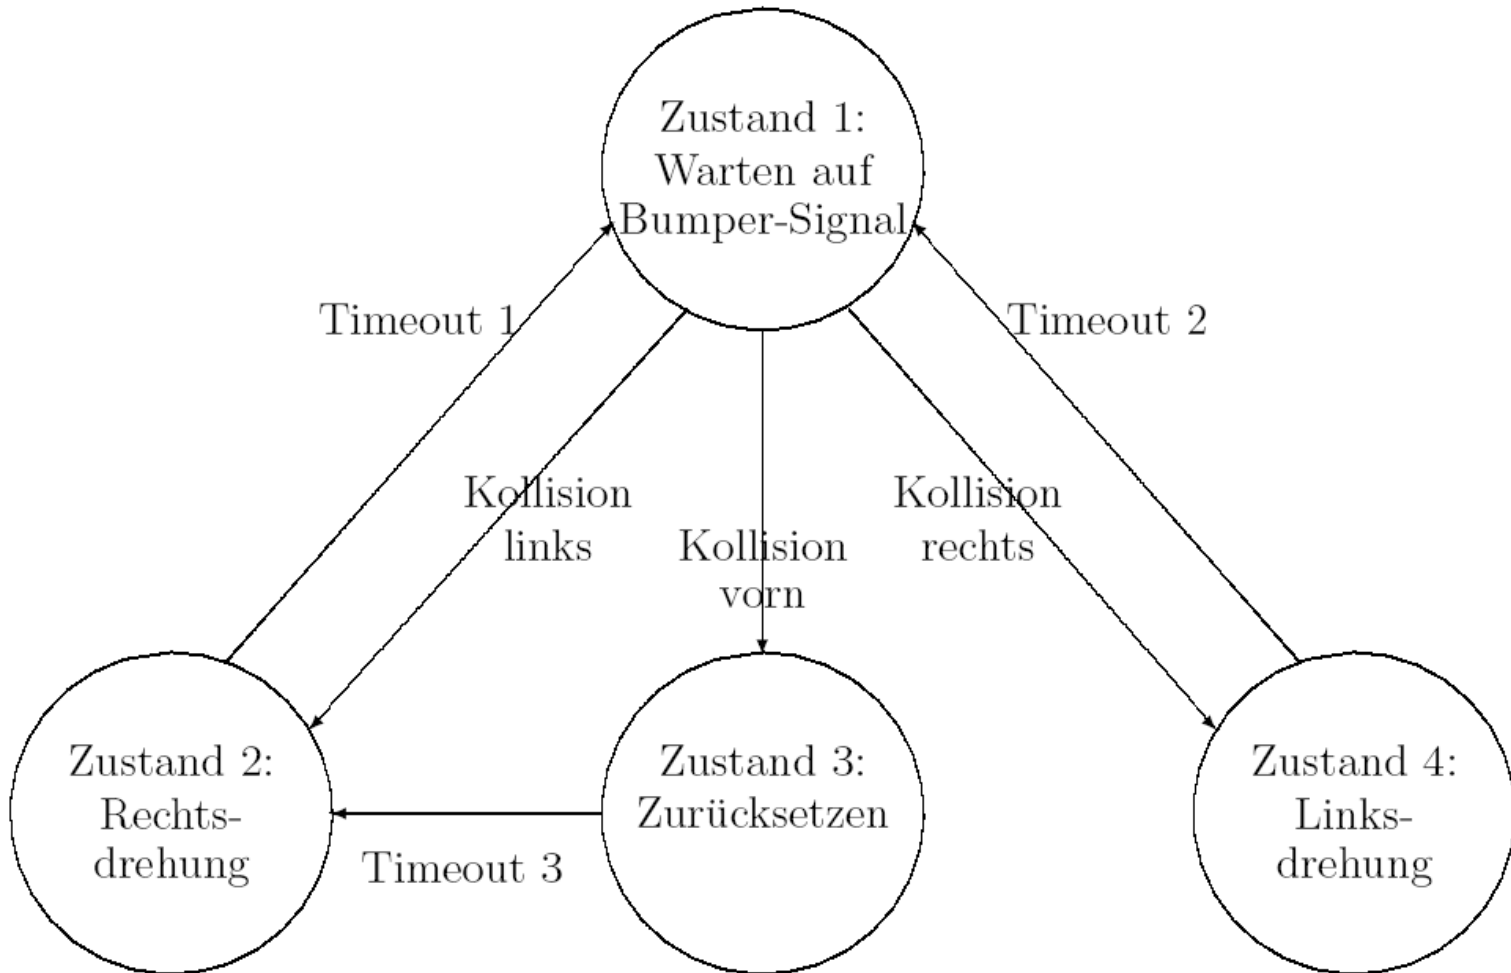 Zustand 1:
Warten auf
Bumper-Signal
Timeout 1
Timeout 2
Kollision
links
Kollision
vorn
Kollision
rechts
Zustand 2:
Rechts-
drehung
Timeout 3
Zustand 3:
Zurücksetzen
Zustand 4:
Links-
drehung